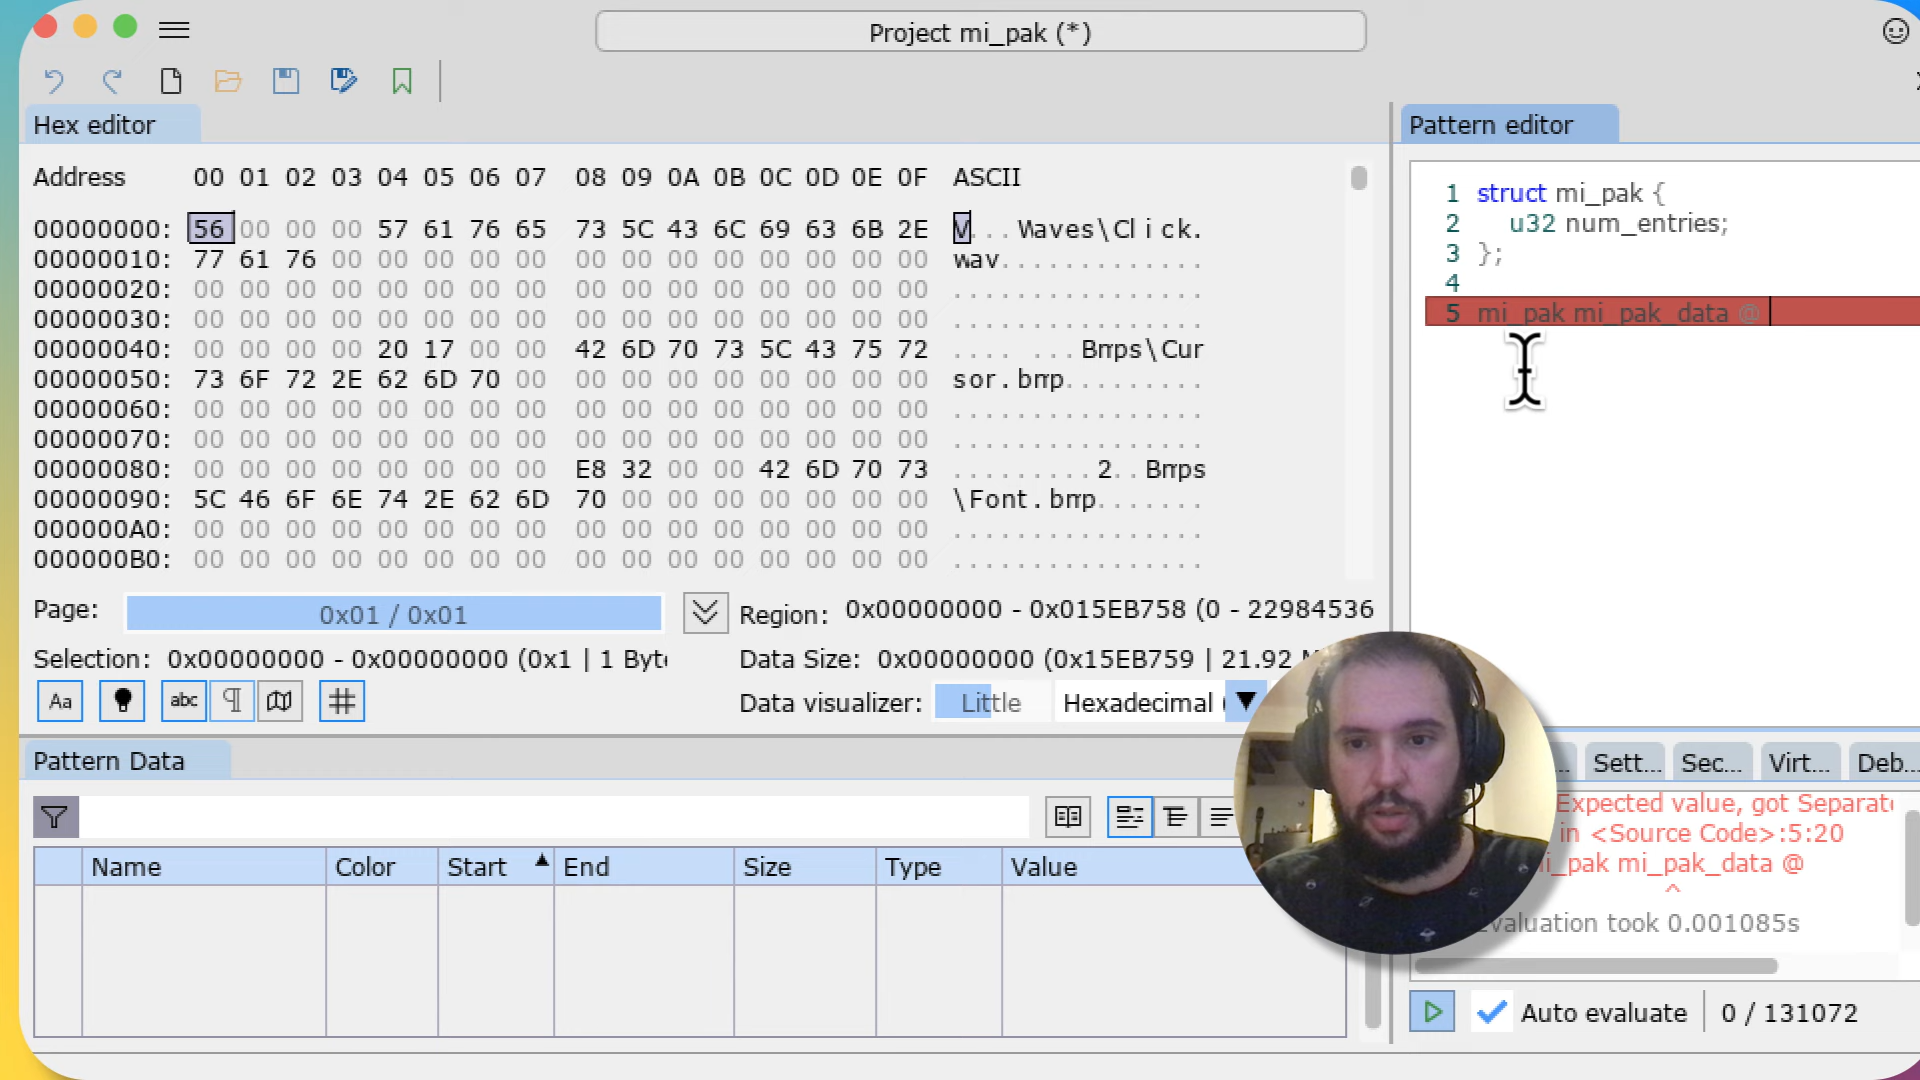 Project mi_pak (*)
Hex editor
Pattern editor
Address 00 01 02 03 04 05 06 07 08 09 0A 0B 0C 0D 0E 0F ASCII
00000000: 56 00 00 00 57 61 76 65 73 5C 43 6C 69 63 6B 2E V...Waves\Click.
00000010: 77 61 76 00 00 00 00 00 00 00 00 00 00 00 00 00 wav.............
00000020: 00 00 00 00 00 00 00 00 00 00 00 00 00 00 00 00 ................
00000030: 00 00 00 00 00 00 00 00 00 00 00 00 00 00 00 00 ................
00000040: 00 00 00 00 20 17 00 00 42 6D 70 73 5C 43 75 72 .... ...Bmps\Cur
00000050: 73 6F 72 2E 62 6D 70 00 00 00 00 00 00 00 00 00 sor.bmp.........
00000060: 00 00 00 00 00 00 00 00 00 00 00 00 00 00 00 00 ................
00000070: 00 00 00 00 00 00 00 00 00 00 00 00 00 00 00 00 ................
00000080: 00 00 00 00 00 00 00 00 E8 32 00 00 42 6D 70 73 .........2..Bmps
00000090: 5C 46 6F 6E 74 2E 62 6D 70 00 00 00 00 00 00 00 \Font.bmp.......
000000A0: 00 00 00 00 00 00 00 00 00 00 00 00 00 00 00 00 ................
000000B0: 00 00 00 00 00 00 00 00 00 00 00 00 00 00 00 00 ................
1 struct mi_pak {
2 u32 num_entries;
3 };
4
5 mi_pak mi_pak_data @
Page: 0x01 / 0x01
Region: 0x00000000 - 0x015EB758 (0 - 22984536
Selection: 0x00000000 - 0x00000000 (0x1 | 1 Byt
Data Size: 0x00000000 (0x15EB759 | 21.92
Aa abc
Data visualizer: Little Hexadecimal (
Pattern Data
Sett... Sec... Virt... Deb...
Name Color Start End Size Type Value
Expected value, got Separat
in <Source Code>:5:20
mi_pak mi_pak_data @
^
Evaluation took 0.001085s
Auto evaluate 0 / 131072